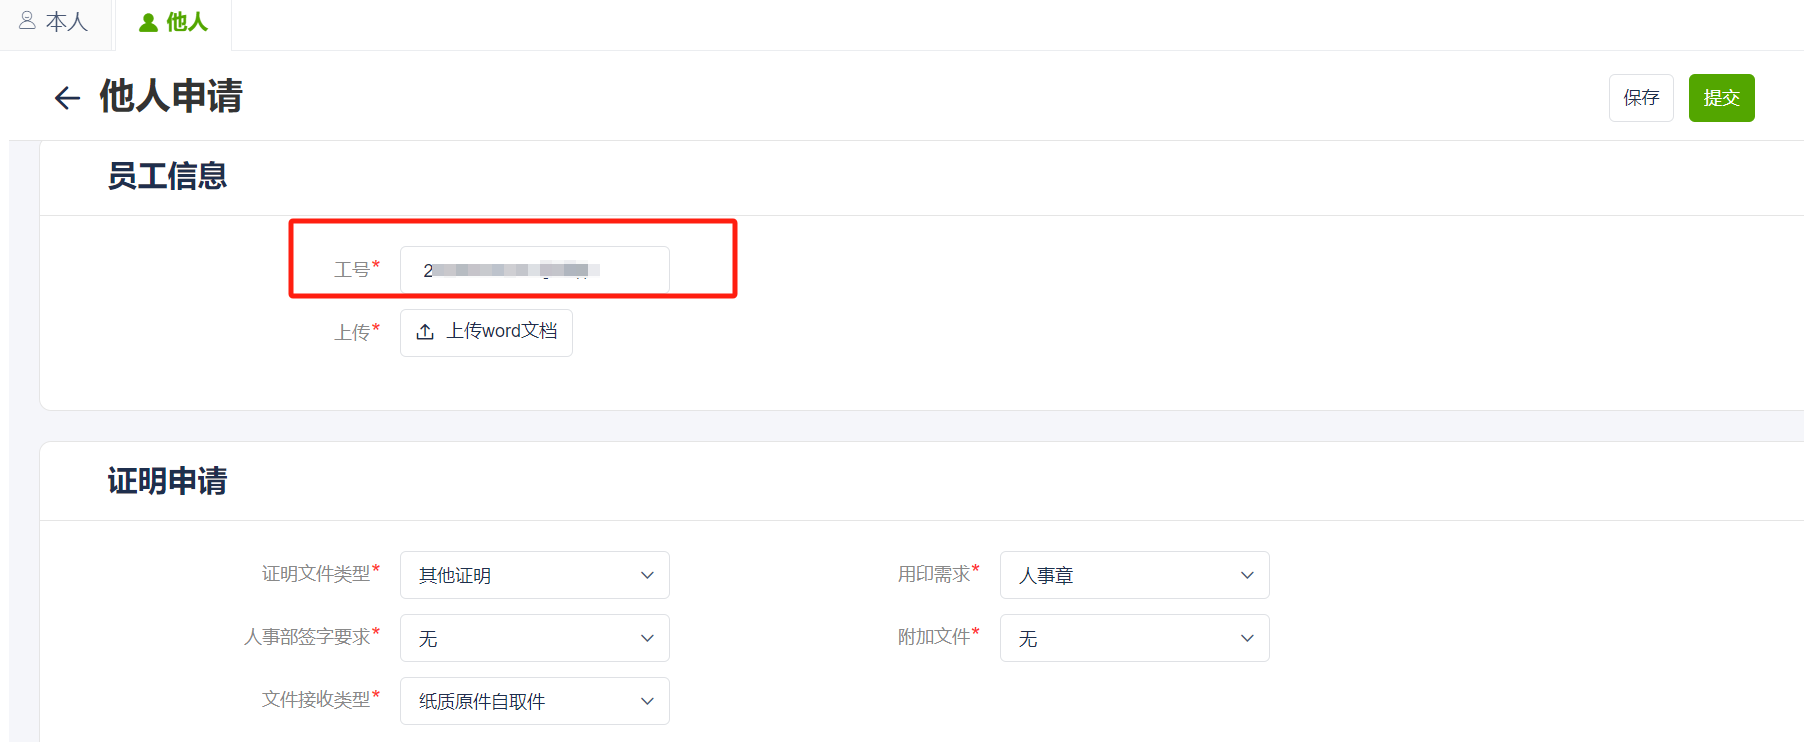 本人 他人
他人申请 保存 提交
员工信息
工号* 2
上传* 上传word文档
证明申请
证明文件类型* 其他证明 用印需求* 人事章
人事部签字要求* 无 附加文件* 无
文件接收类型* 纸质原件自取件